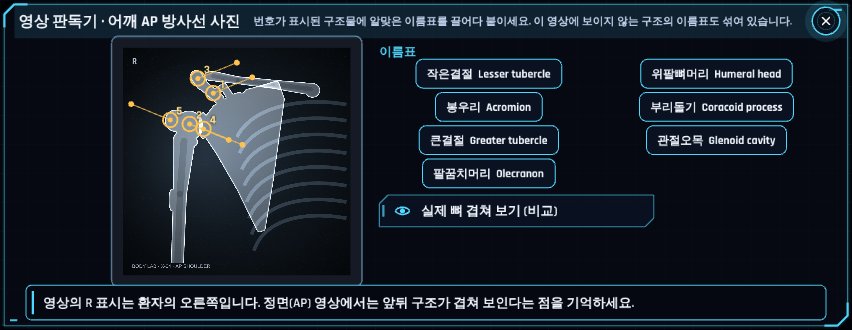 영상 판독기 · 어깨 AP 방사선 사진
번호가 표시된 구조물에 알맞은 이름표를 끌어다 붙이세요. 이 영상에 보이지 않는 구조의 이름표도 섞여 있습니다.
R
3
5
4
BODY LAB · X-RAY · AP SHOULDER
이름표
작은결절 Lesser tubercle
위팔뼈머리 Humeral head
봉우리 Acromion
부리돌기 Coracoid process
큰결절 Greater tubercle
관절오목 Glenoid cavity
팔꿈치머리 Olecranon
실제 뼈 겹쳐 보기 (비교)
영상의 R 표시는 환자의 오른쪽입니다. 정면(AP) 영상에서는 앞뒤 구조가 겹쳐 보인다는 점을 기억하세요.